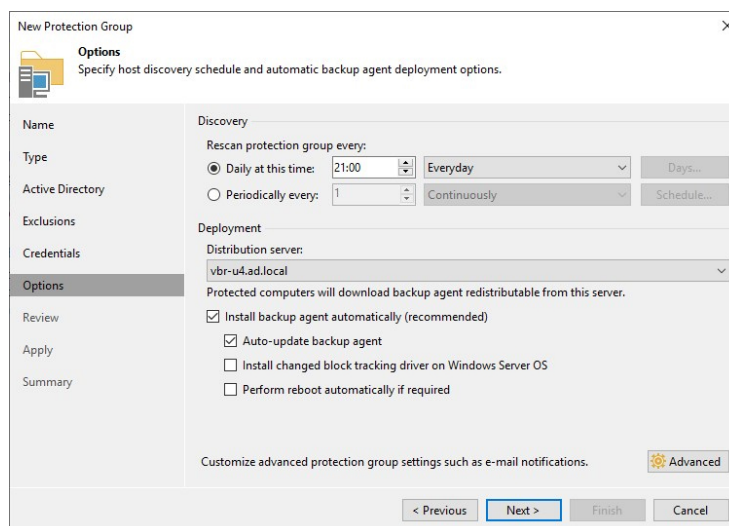 New Protection Group
Options
Specify host discovery schedule and automatic backup agent deployment options.
Name
Type
Active Directory
Exclusions
Credentials
Options
Review
Apply
Summary
Discovery
Rescan protection group every:
Daily at this time: 21:00 Everyday Days...
Periodically every: 1 Continuously Schedule...
Deployment
Distribution server:
vbr-u4.ad.local
Protected computers will download backup agent redistributable from this server.
Install backup agent automatically (recommended)
Auto-update backup agent
Install changed block tracking driver on Windows Server OS
Perform reboot automatically if required
Customize advanced protection group settings such as e-mail notifications. Advanced
< Previous Next > Finish Cancel